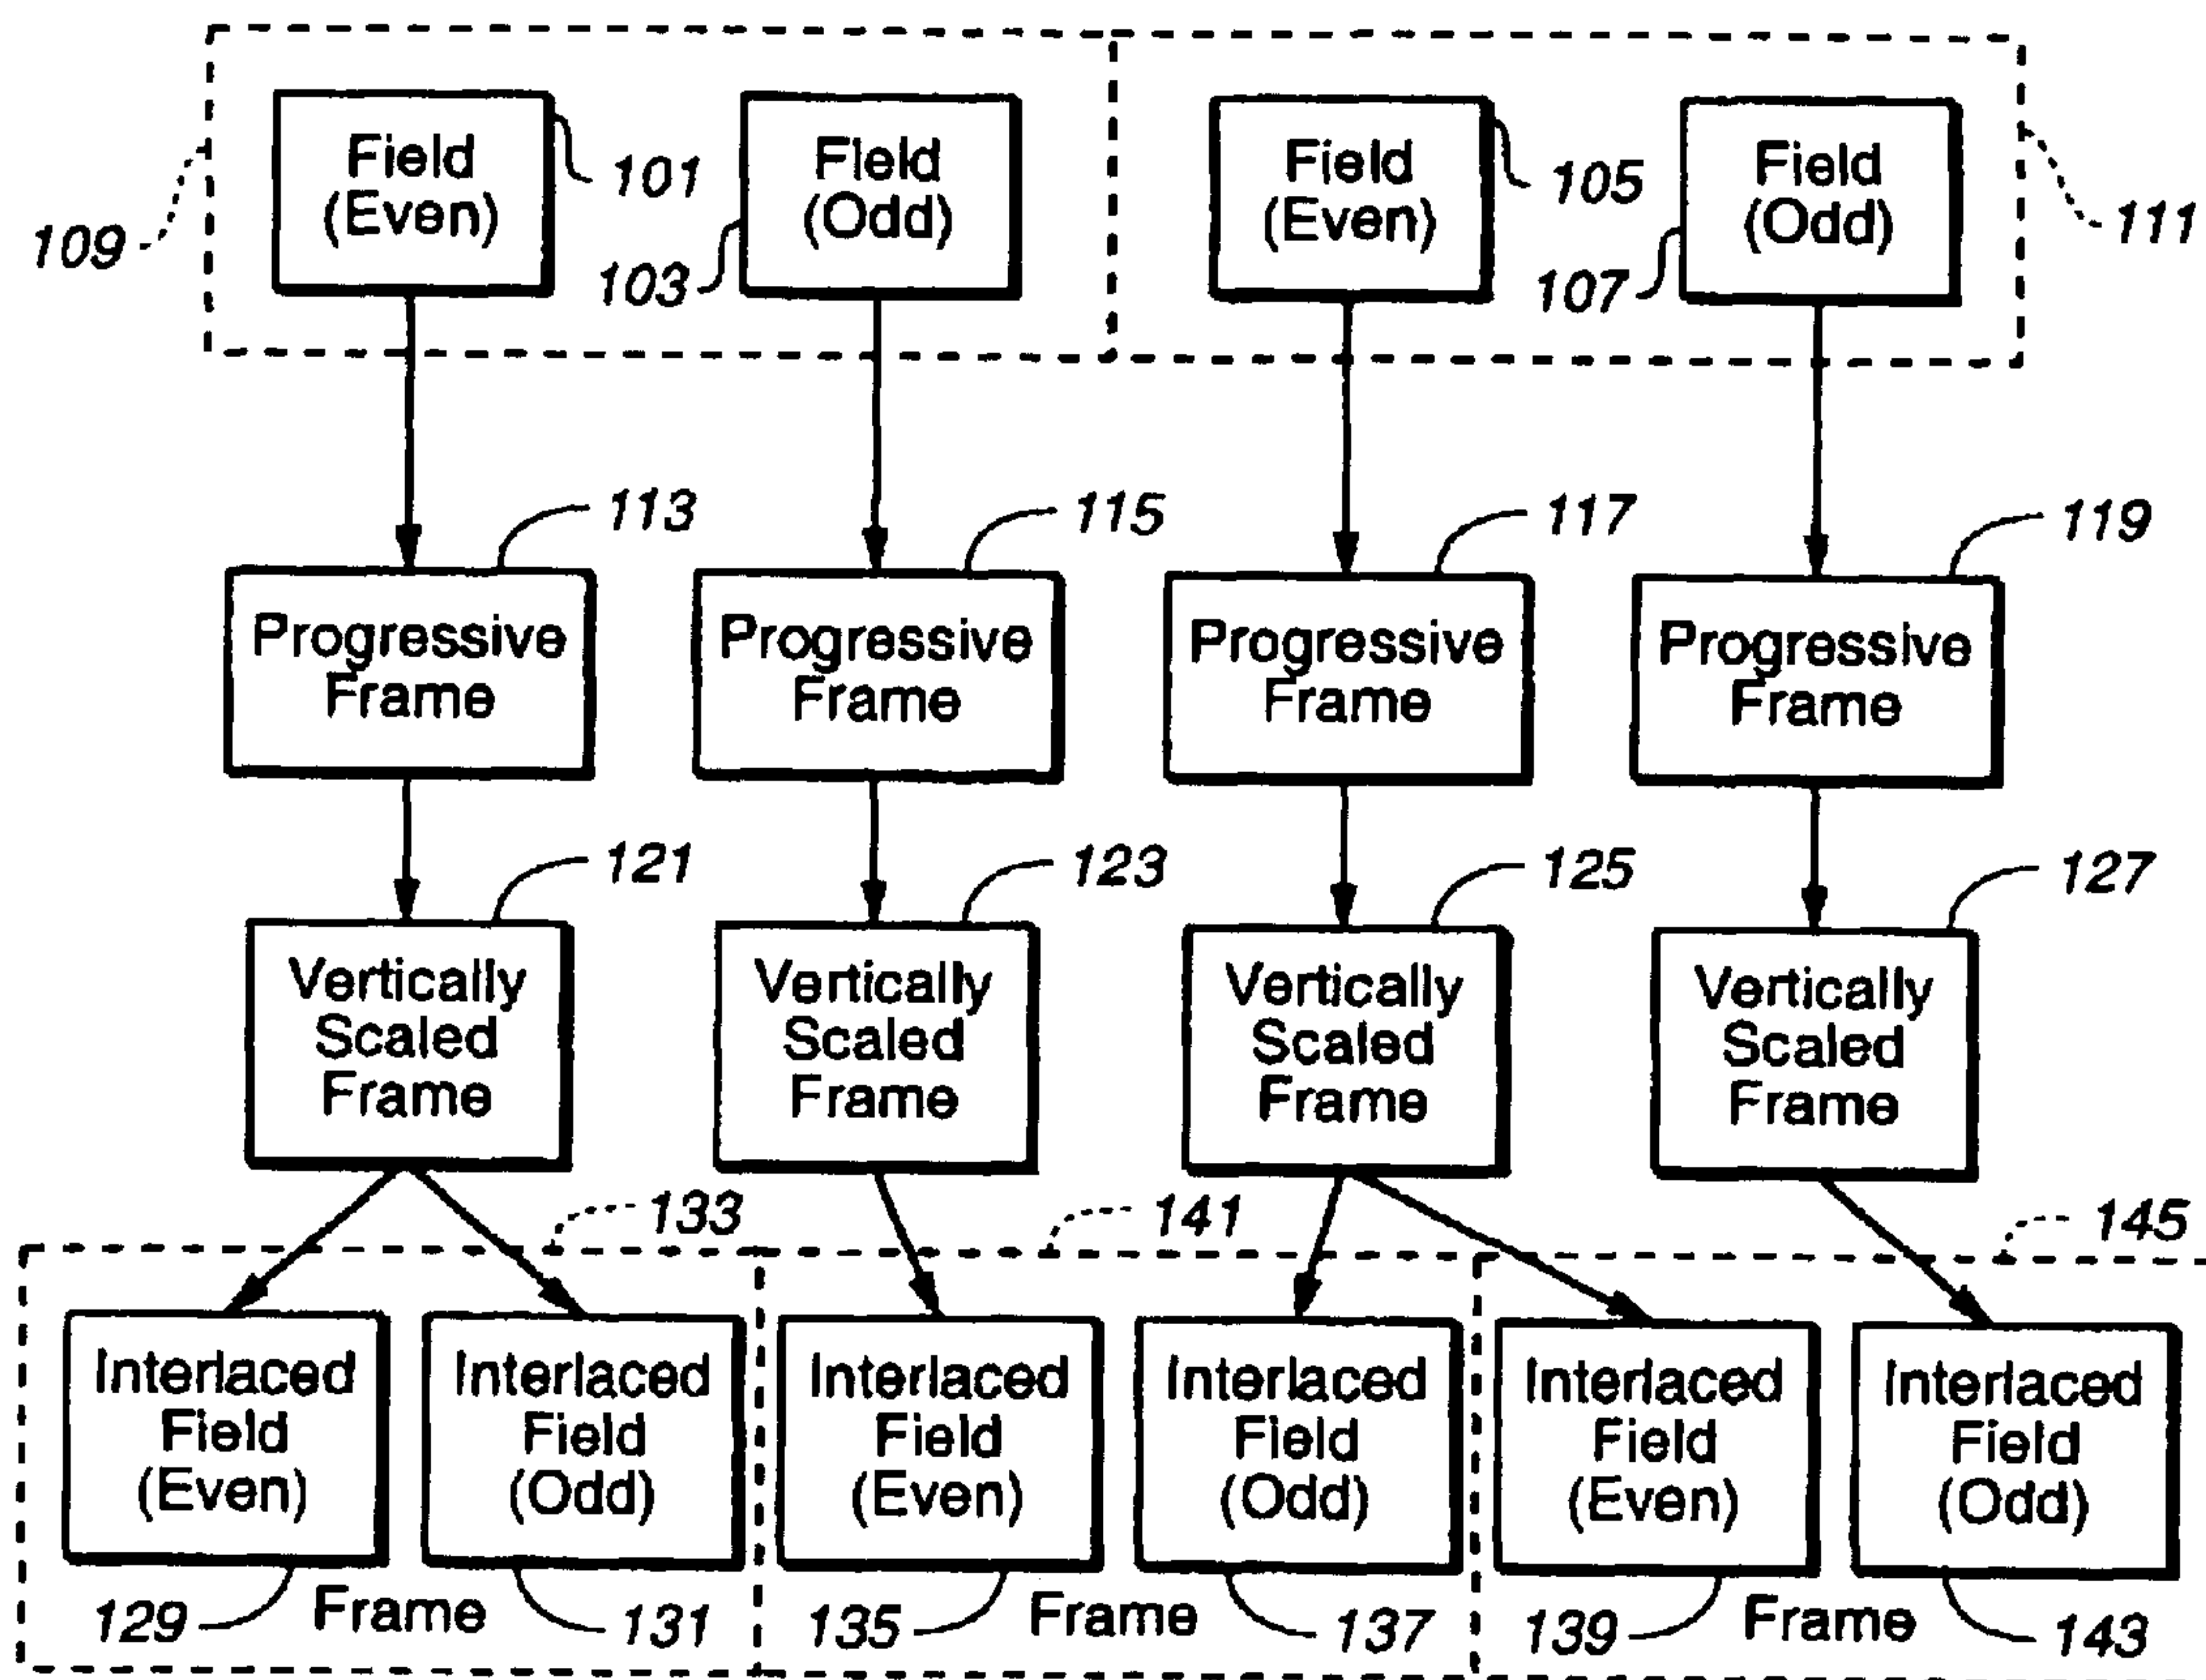 Field
(Even)
101
Field
(Odd)
103
Field
(Even)
105
Field
(Odd)
107
109
111
113
115
117
119
Progressive
Frame
Progressive
Frame
Progressive
Frame
Progressive
Frame
121
123
125
127
Vertically
Scaled
Frame
Vertically
Scaled
Frame
Vertically
Scaled
Frame
Vertically
Scaled
Frame
133
141
145
Interlaced
Field
(Even)
Interlaced
Field
(Odd)
Interlaced
Field
(Even)
Interlaced
Field
(Odd)
Interlaced
Field
(Even)
Interlaced
Field
(Odd)
129
Frame
131
135
Frame
137
139
Frame
143